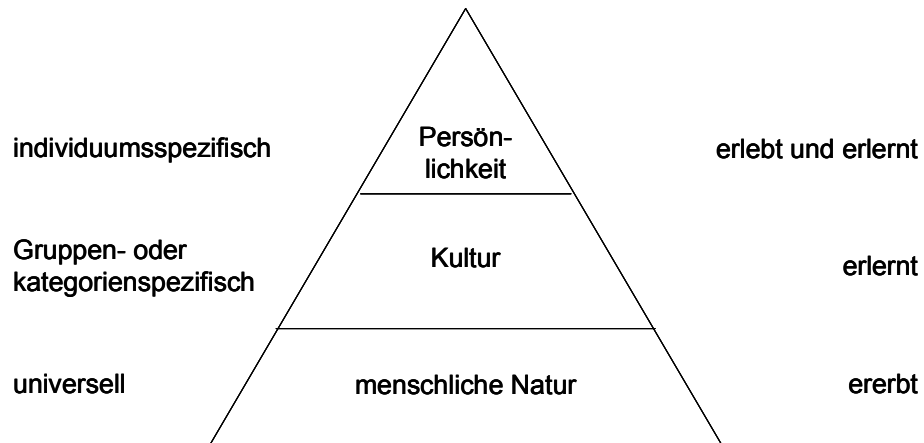 individuumsspezifisch
Persön-
lichkeit
erlebt und erlernt
Gruppen- oder
kategorienspezifisch
Kultur
erlernt
universell
menschliche Natur
ererbt